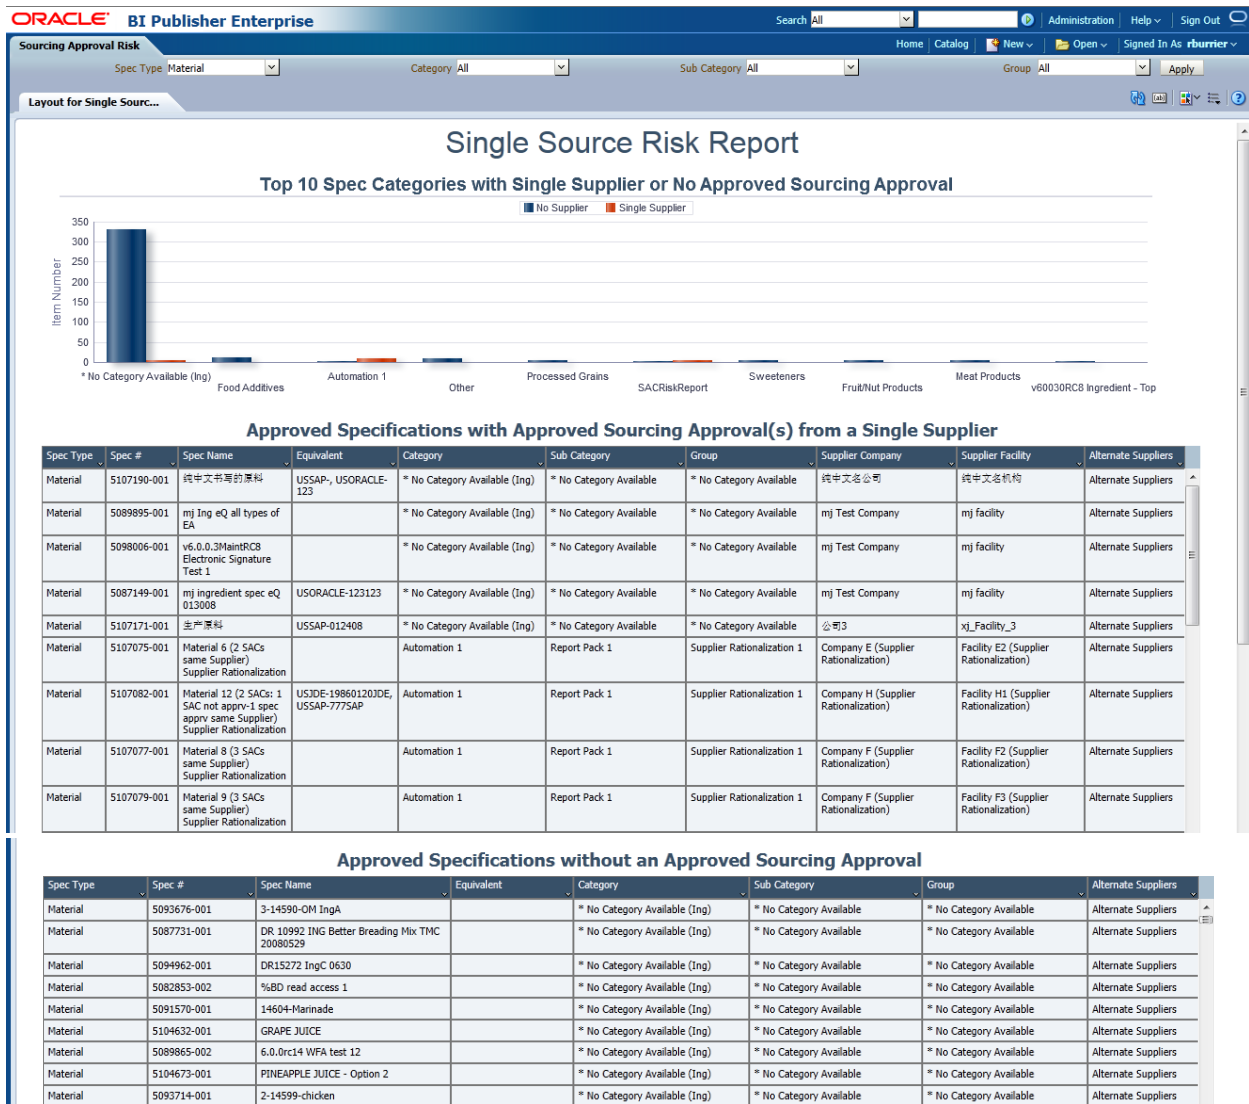 ORACLE BI Publisher Enterprise Search All Administration Help Sign Out
Sourcing Approval Risk Home Catalog New Open Signed In As rburrier
Spec Type Material Category All Sub Category All Group All Apply
Layout for Single Sourc...
Single Source Risk Report
Top 10 Spec Categories with Single Supplier or No Approved Sourcing Approval
No Supplier Single Supplier
350
300
250
200
150
100
50
0
Item Number
* No Category Available (Ing) Food Additives Automation 1 Other Processed Grains SACRiskReport Sweeteners Fruit/Nut Products Meat Products v60030RC8 Ingredient - Top
Approved Specifications with Approved Sourcing Approval(s) from a Single Supplier
Spec Type Spec # Spec Name Equivalent Category Sub Category Group Supplier Company Supplier Facility Alternate Suppliers
Material 5107190-001 纯中文书写的原料 USSAP-, USORACLE- * No Category Available (Ing) * No Category Available * No Category Available 纯中文名公司 纯中文名机构 Alternate Suppliers
123
Material 5089895-001 mj Ing eQ all types of * No Category Available (Ing) * No Category Available * No Category Available mj Test Company mj facility Alternate Suppliers
EA
Material 5098006-001 v6.0.0.3MaintRC8 * No Category Available (Ing) * No Category Available * No Category Available mj Test Company mj facility Alternate Suppliers
Electronic Signature
Test 1
Material 5087149-001 mj ingredient spec eQ USORACLE-123123 * No Category Available (Ing) * No Category Available * No Category Available mj Test Company mj facility Alternate Suppliers
013008
Material 5107171-001 生产原料 USSAP-012408 * No Category Available (Ing) * No Category Available * No Category Available 公司3 xj_Facility_3 Alternate Suppliers
Material 5107075-001 Material 6 (2 SACs Automation 1 Report Pack 1 Supplier Rationalization 1 Company E (Supplier Facility E2 (Supplier Alternate Suppliers
same Supplier) Rationalization) Rationalization)
Supplier Rationalization
Material 5107082-001 Material 12 (2 SACs: 1 USJDE-19860120JDE, Automation 1 Report Pack 1 Supplier Rationalization 1 Company H (Supplier Facility H1 (Supplier Alternate Suppliers
SAC not apprv-1 spec USSAP-777SAP Rationalization) Rationalization)
apprv same Supplier)
Supplier Rationalization
Material 5107077-001 Material 8 (3 SACs Automation 1 Report Pack 1 Supplier Rationalization 1 Company F (Supplier Facility F2 (Supplier Alternate Suppliers
same Supplier) Rationalization) Rationalization)
Supplier Rationalization
Material 5107079-001 Material 9 (3 SACs Automation 1 Report Pack 1 Supplier Rationalization 1 Company F (Supplier Facility F3 (Supplier Alternate Suppliers
same Supplier) Rationalization) Rationalization)
Supplier Rationalization
Approved Specifications without an Approved Sourcing Approval
Spec Type Spec # Spec Name Equivalent Category Sub Category Group Alternate Suppliers
Material 5093676-001 3-14590-OM IngA * No Category Available (Ing) * No Category Available * No Category Available Alternate Suppliers
Material 5087731-001 DR 10992 ING Better Breading Mix TMC * No Category Available (Ing) * No Category Available * No Category Available Alternate Suppliers
20080529
Material 5094962-001 DR15272 IngC 0630 * No Category Available (Ing) * No Category Available * No Category Available Alternate Suppliers
Material 5082853-002 %BD read access 1 * No Category Available (Ing) * No Category Available * No Category Available Alternate Suppliers
Material 5091570-001 14604-Marinade * No Category Available (Ing) * No Category Available * No Category Available Alternate Suppliers
Material 5104632-001 GRAPE JUICE * No Category Available (Ing) * No Category Available * No Category Available Alternate Suppliers
Material 5089865-002 6.0.0rc14 WFA test 12 * No Category Available (Ing) * No Category Available * No Category Available Alternate Suppliers
Material 5104673-001 PINEAPPLE JUICE - Option 2 * No Category Available (Ing) * No Category Available * No Category Available Alternate Suppliers
Material 5093714-001 2-14599-chicken * No Category Available (Ing) * No Category Available * No Category Available Alternate Suppliers